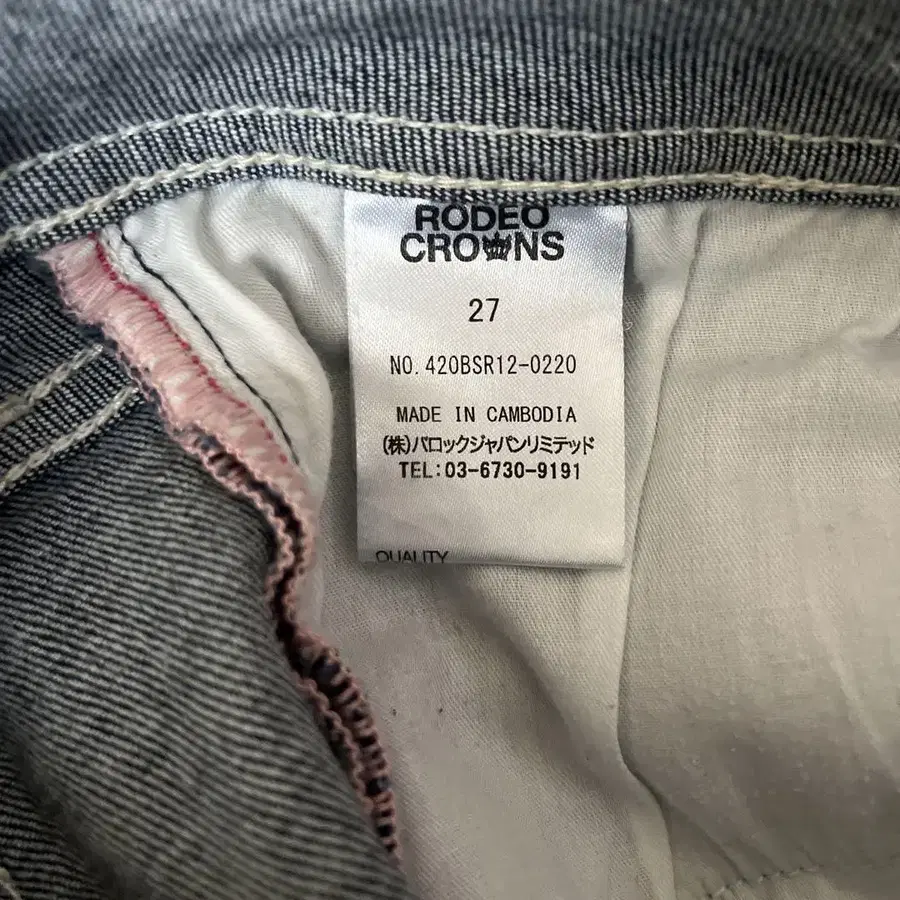 RODEO
CROWNS
27
NO. 420BSR12-0220
MADE IN CAMBODIA
(株)バロックジャパンリミテッド
TEL:03-6730-9191
QUALITY